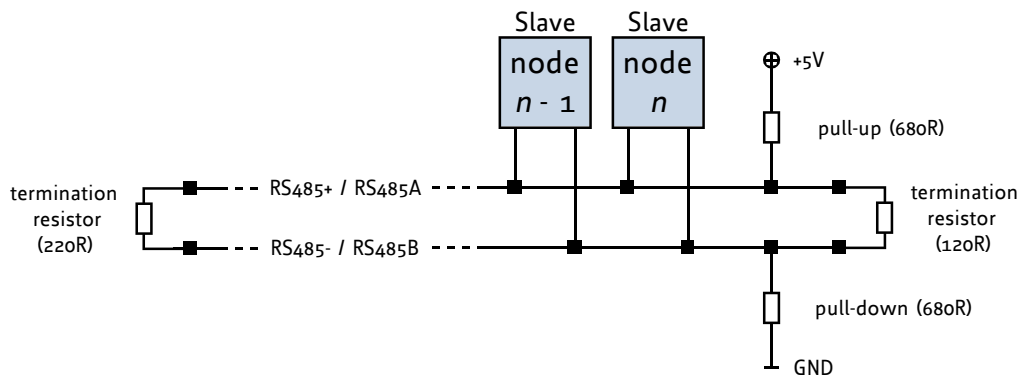 Slave
node
n - 1
Slave
node
n
+5V
pull-up (680R)
termination
resistor
(220R)
RS485+ / RS485A
RS485- / RS485B
termination
resistor
(120R)
pull-down (680R)
GND